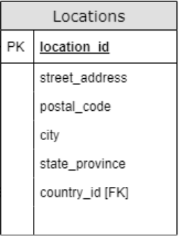 Locations
PK location_id
street_address
postal_code
city
state_province
country_id [FK]